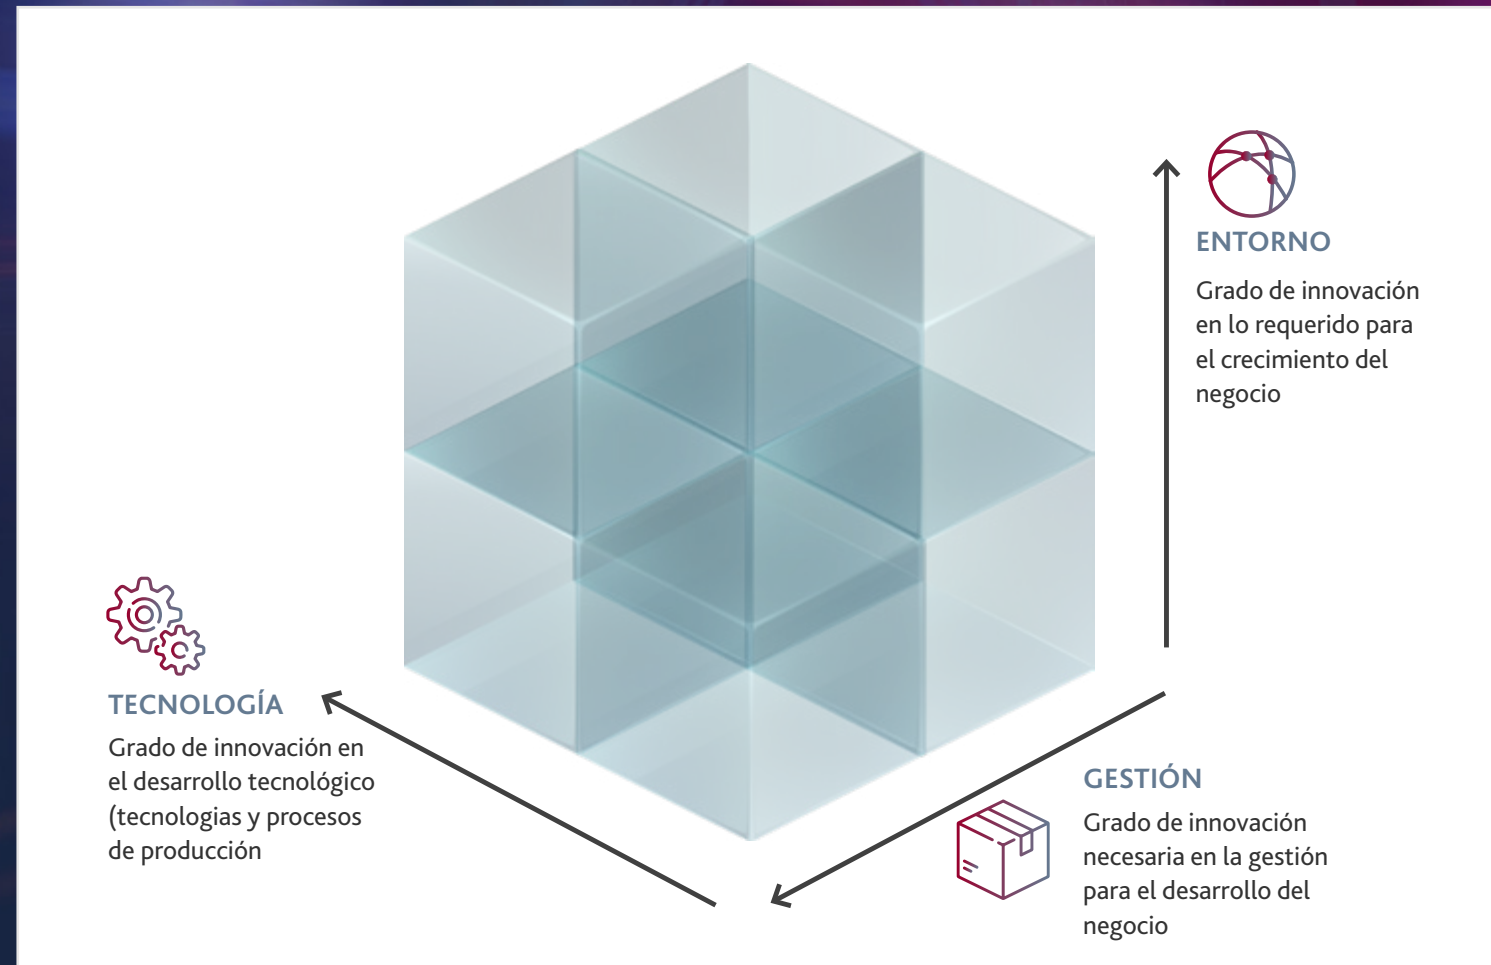 ENTORNO
Grado de innovación
en lo requerido para
el crecimiento del
negocio
TECNOLOGÍA
Grado de innovación en
el desarrollo tecnológico
(tecnologias y procesos
de producción
GESTIÓN
Grado de innovación
necesaria en la gestión
para el desarrollo del
negocio